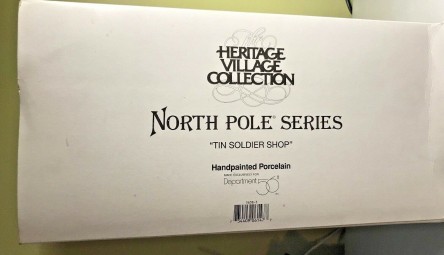 HERITAGE
VILLAGE
COLLECTION
NORTH POLE® SERIES
"TIN SOLDIER SHOP"
Handpainted Porcelain
Department 56®